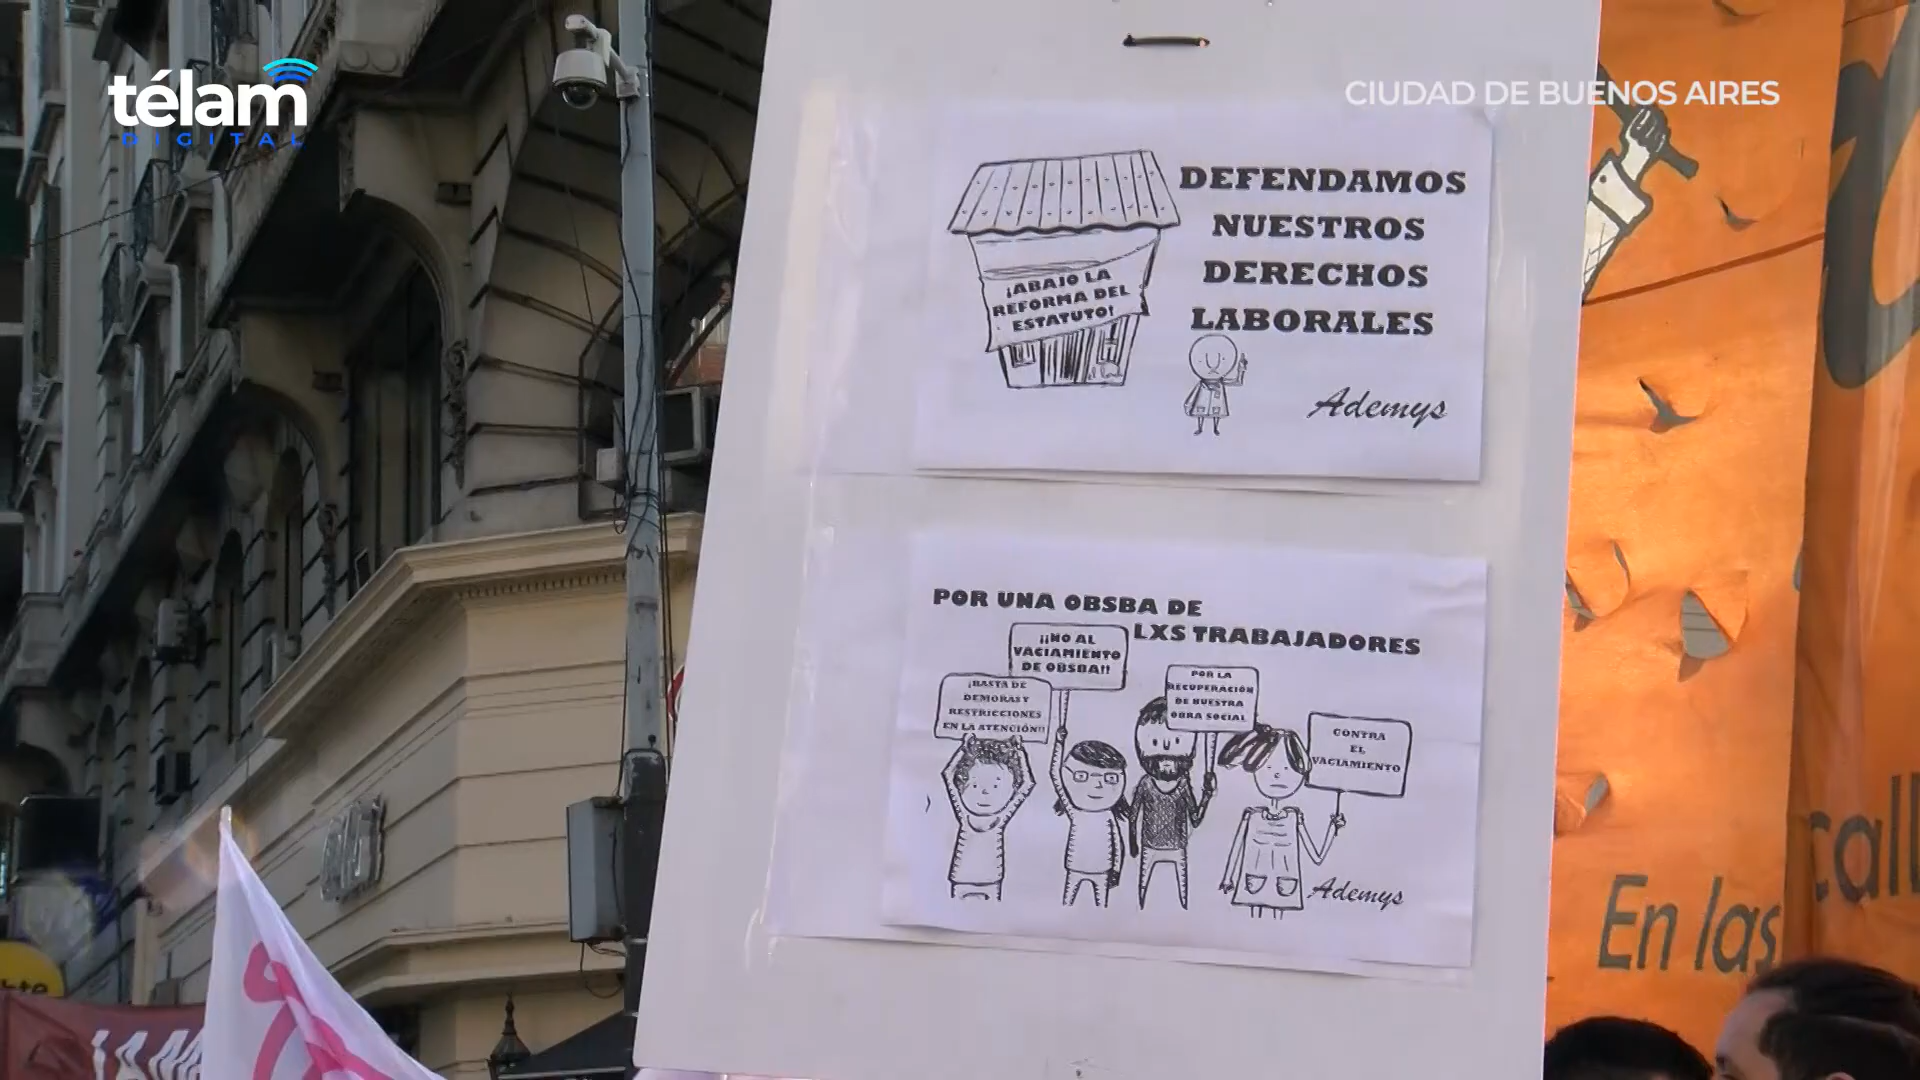 télam
DIGITAL
CIUDAD DE BUENOS AIRES
DEFENDAMOS
NUESTROS
DERECHOS
LABORALES
¡ABAJO LA
REFORMA DEL
ESTATUTO!
Ademys
POR UNA OBSBA DE
LXS TRABAJADORES
¡¡NO AL
VACIAMIENTO
DE OBSBA!!
¡BASTA DE
DEMORAS Y
RESTRICCIONES
EN LA ATENCIÓN!!
POR LA
RECUPERACIÓN
DE NUESTRA
OBRA SOCIAL
CONTRA
EL
VACIAMIENTO
Ademys
En las
call